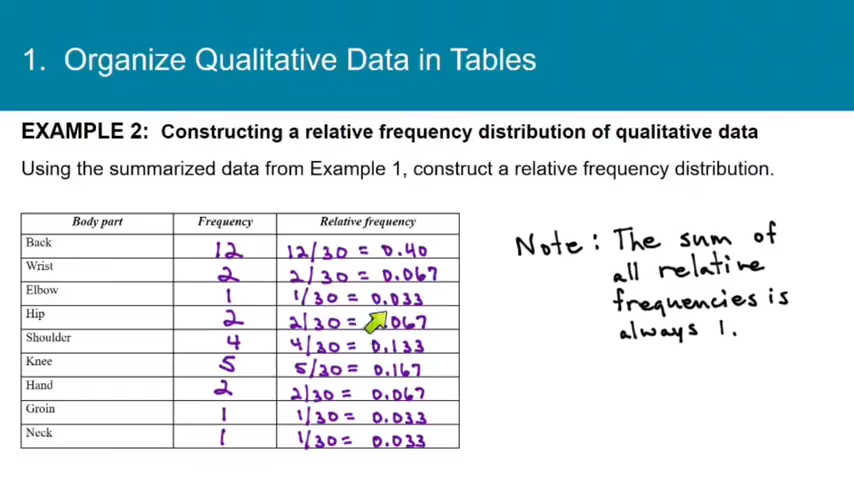 1. Organize Qualitative Data in Tables
EXAMPLE 2: Constructing a relative frequency distribution of qualitative data
Using the summarized data from Example 1, construct a relative frequency distribution.
Body part Frequency Relative frequency
Back 12 12/30 = 0.40
Wrist 2 2/30 = 0.067
Elbow 1 1/30 = 0.033
Hip 2 2/30 = .067
Shoulder 4 4/30 = 0.133
Knee 5 5/30 = 0.167
Hand 2 2/30 = 0.067
Groin 1 1/30 = 0.033
Neck 1 1/30 = 0.033
Note: The sum of
all relative
frequencies is
always 1.